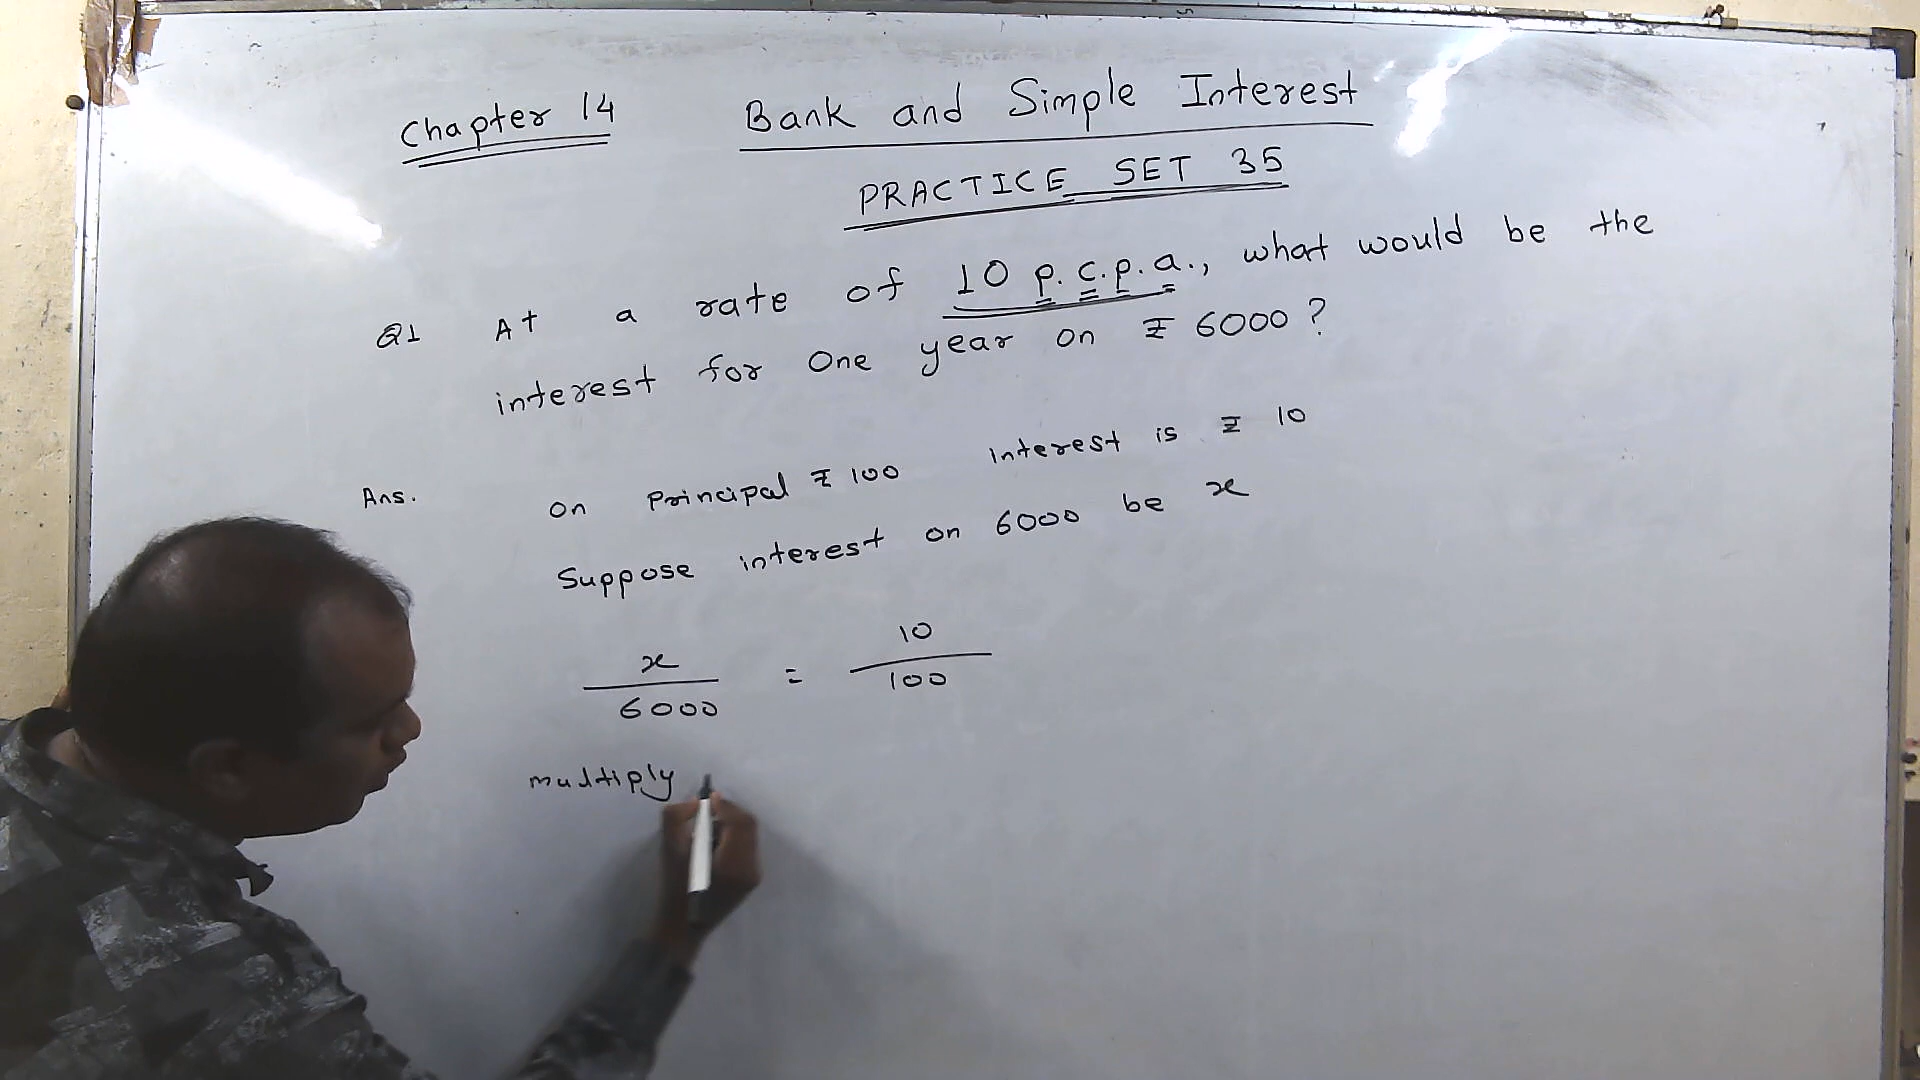 Chapter 14 Bank and Simple Interest
PRACTICE SET 35
Q1 At a rate of 10 p.c.p.a., what would be the
interest for One year on ₹ 6000 ?
Ans. On Principal ₹ 100 interest is ₹ 10
Suppose interest on 6000 be x
x/6000 = 10/100
multiply